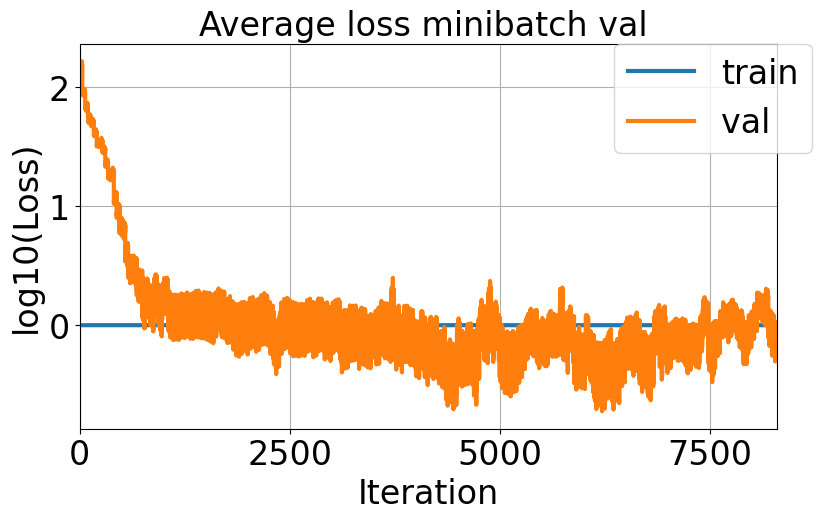 Average loss minibatch val
train
val
log10(Loss)
2
1
0
0
2500
5000
7500
Iteration